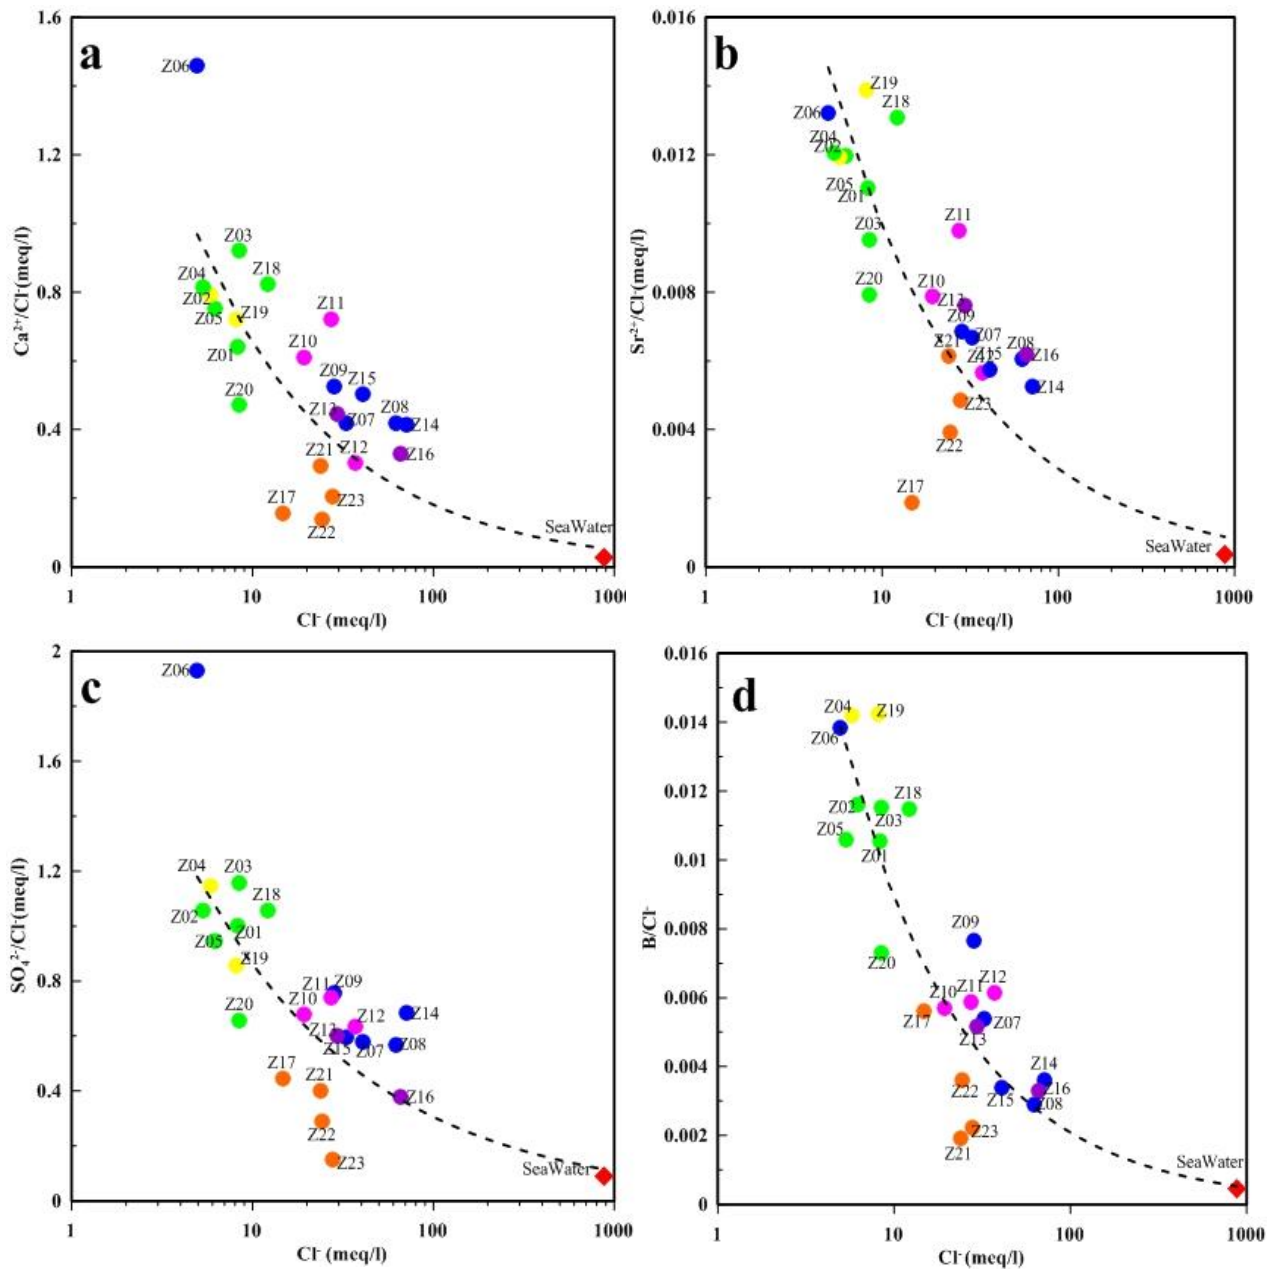 a
1.6
1.2
0.8
0.4
0
Ca²⁺/Cl⁻(meq/l)
Z06
Z03
Z04
Z18
Z02
Z05
Z19
Z11
Z01
Z10
Z09
Z15
Z20
Z13
Z07
Z08
Z14
Z21
Z12
Z16
Z17
Z23
Z22
SeaWater
1
10
100
1000
Cl⁻ (meq/l)
b
0.016
0.012
0.008
0.004
0
Sr²⁺/Cl⁻(meq/l)
Z19
Z06
Z18
Z04
Z02
Z05
Z01
Z03
Z11
Z20
Z10
Z13
Z09
Z07
Z21
Z15
Z08
Z16
Z12
Z14
Z23
Z22
Z17
SeaWater
1
10
100
1000
Cl⁻ (meq/l)
c
2
1.6
1.2
0.8
0.4
0
SO₄²⁻/Cl⁻(meq/l)
Z06
Z04
Z03
Z18
Z02
Z05
Z01
Z19
Z11
Z09
Z20
Z10
Z12
Z14
Z13
Z15
Z07
Z08
Z17
Z21
Z16
Z22
Z23
SeaWater
1
10
100
1000
Cl⁻ (meq/l)
d
0.016
0.014
0.012
0.01
0.008
0.006
0.004
0.002
0
B/Cl⁻
Z04
Z19
Z06
Z18
Z02
Z03
Z05
Z01
Z09
Z20
Z12
Z11
Z10
Z17
Z07
Z13
Z14
Z22
Z15
Z16
Z08
Z23
Z21
SeaWater
1
10
100
1000
Cl⁻ (meq/l)